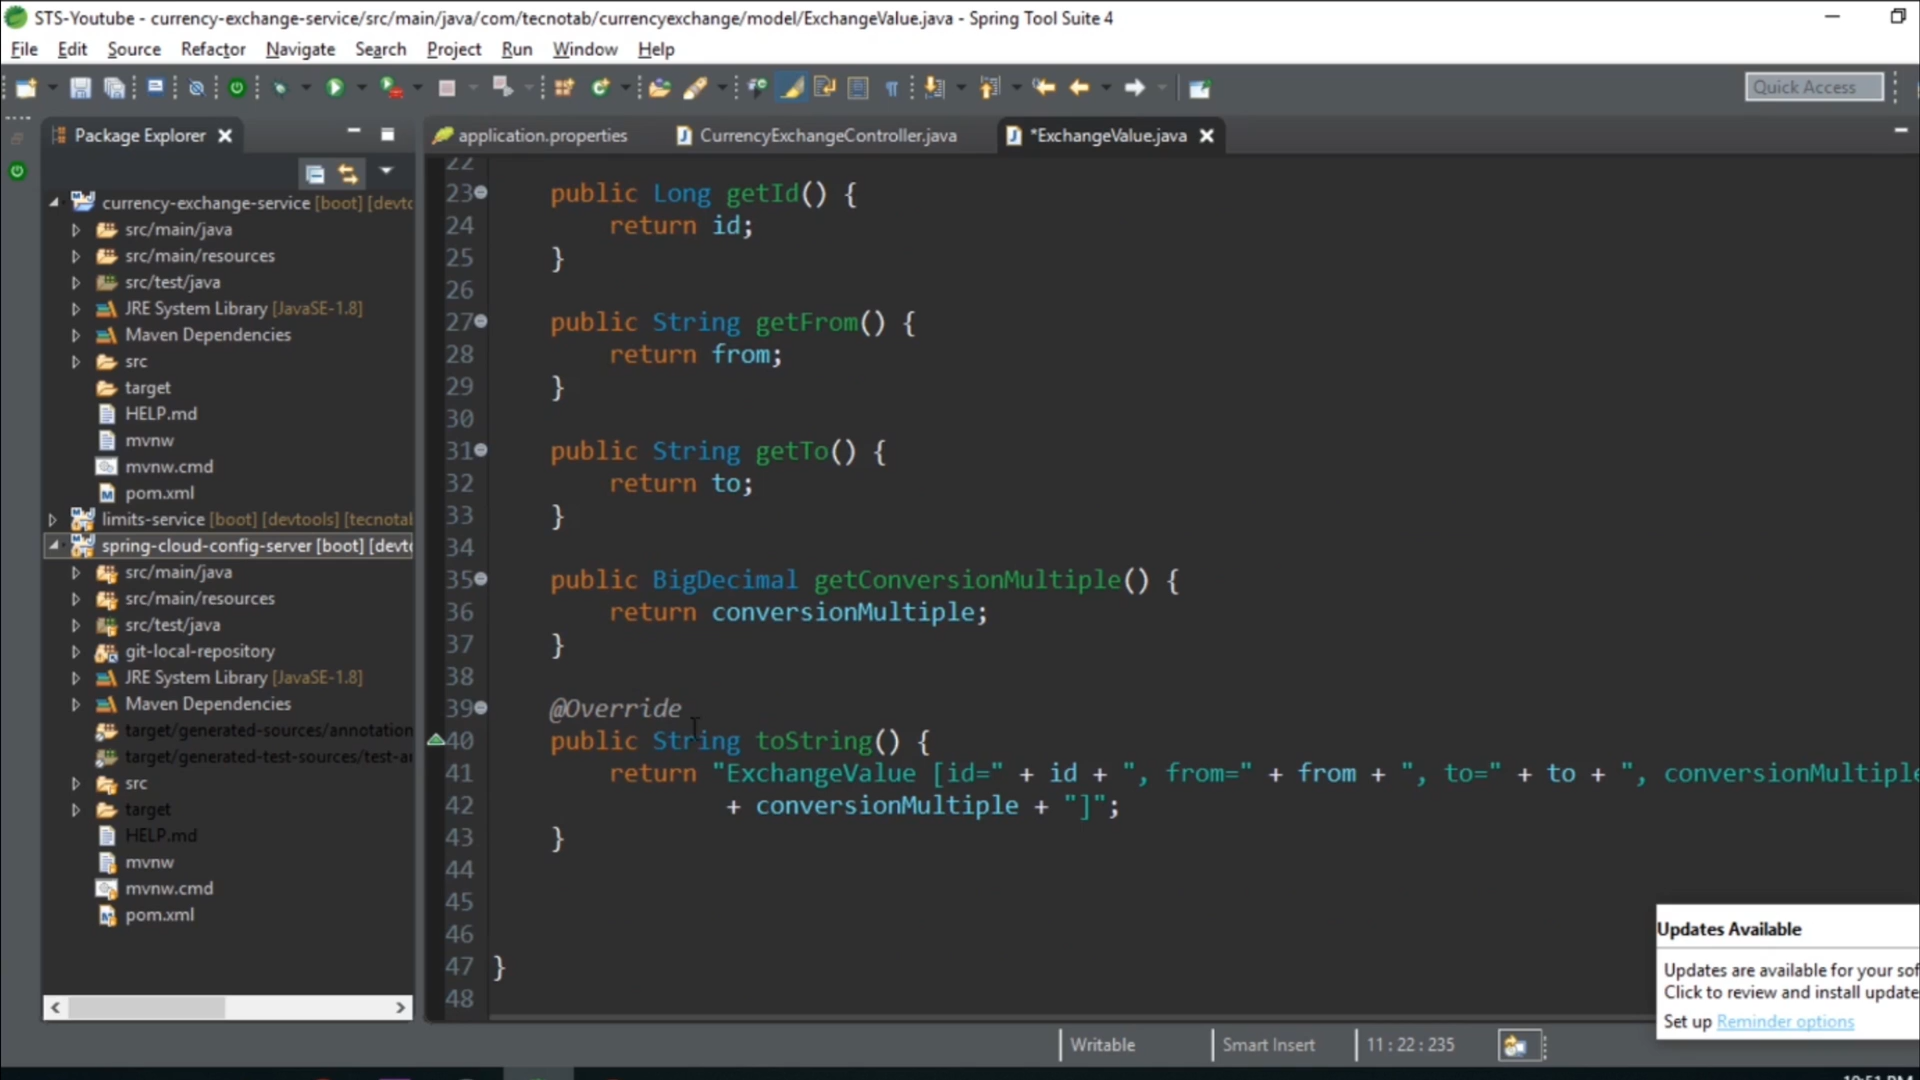 STS-Youtube - currency-exchange-service/src/main/java/com/tecnotab/currencyexchange/model/ExchangeValue.java - Spring Tool Suite 4
File Edit Source Refactor Navigate Search Project Run Window Help
Quick Access
Package Explorer
application.properties CurrencyExchangeController.java *ExchangeValue.java
currency-exchange-service [boot] [devto
src/main/java
src/main/resources
src/test/java
JRE System Library [JavaSE-1.8]
Maven Dependencies
src
target
HELP.md
mvnw
mvnw.cmd
pom.xml
limits-service [boot] [devtools] [tecnotab
spring-cloud-config-server [boot] [devto
src/main/java
src/main/resources
src/test/java
git-local-repository
JRE System Library [JavaSE-1.8]
Maven Dependencies
target/generated-sources/annotation
target/generated-test-sources/test-ar
src
target
HELP.md
mvnw
mvnw.cmd
pom.xml
22
23 public Long getId() {
24 return id;
25 }
26
27 public String getFrom() {
28 return from;
29 }
30
31 public String getTo() {
32 return to;
33 }
34
35 public BigDecimal getConversionMultiple() {
36 return conversionMultiple;
37 }
38
39 @Override
40 public String toString() {
41 return "ExchangeValue [id=" + id + ", from=" + from + ", to=" + to + ", conversionMultiple
42 + conversionMultiple + "]";
43 }
44
45
46
47 }
48
Updates Available
Updates are available for your sof
Click to review and install update
Set up Reminder options
Writable Smart Insert 11 : 22 : 235